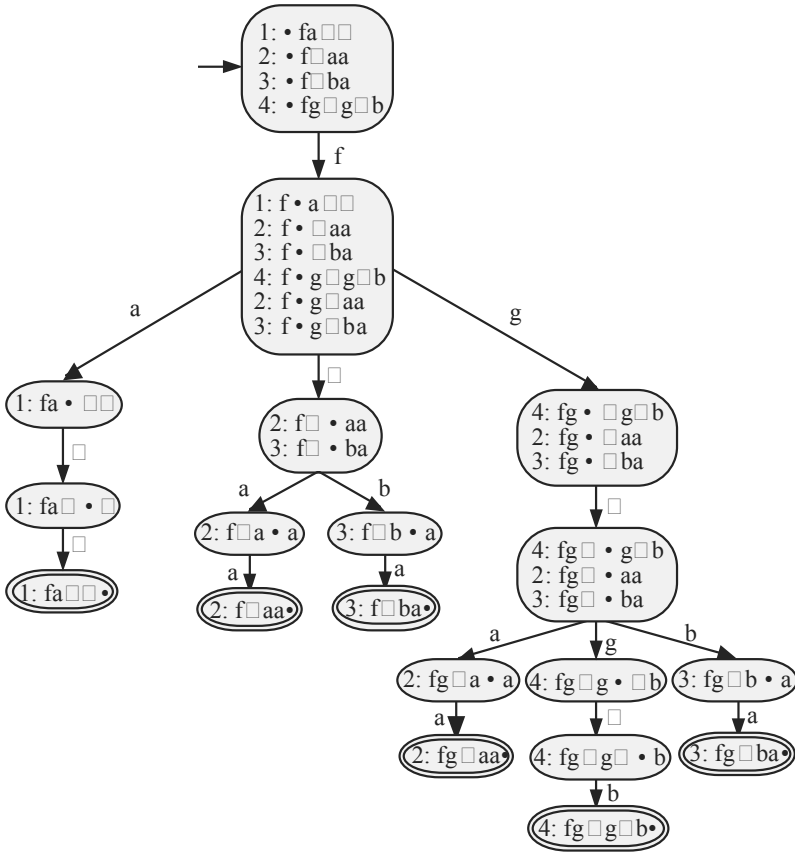 1: • fa□□
2: • f□aa
3: • f□ba
4: • fg□g□b
f
1: f • a□□
2: f • □aa
3: f • □ba
4: f • g□g□b
2: f • g□aa
3: f • g□ba
a
□
g
1: fa • □□
2: f□ • aa
3: f□ • ba
4: fg • □g□b
2: fg • □aa
3: fg • □ba
□
a
b
□
1: fa□ • □
2: f□a • a
3: f□b • a
4: fg□ • g□b
2: fg□ • aa
3: fg□ • ba
□
a
a
1: fa□□ •
2: f□aa•
3: f□ba•
a
g
b
2: fg□a • a
4: fg□g • □b
3: fg□b • a
a
□
a
2: fg□aa•
4: fg□g□ • b
3: fg□ba•
b
4: fg□g□b•